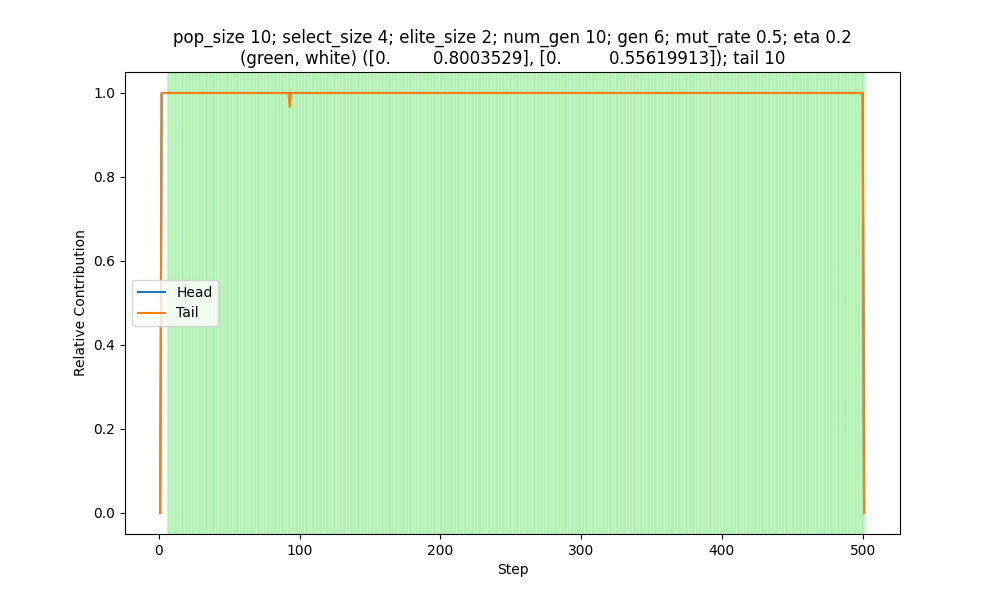 pop_size 10; select_size 4; elite_size 2; num_gen 10; gen 6; mut_rate 0.5; eta 0.2
(green, white) ([0.         0.8003529], [0.          0.55619913]); tail 10
1.0
0.8
0.6
0.4
0.2
0.0
Relative Contribution
Head
Tail
0 100 200 300 400 500
Step